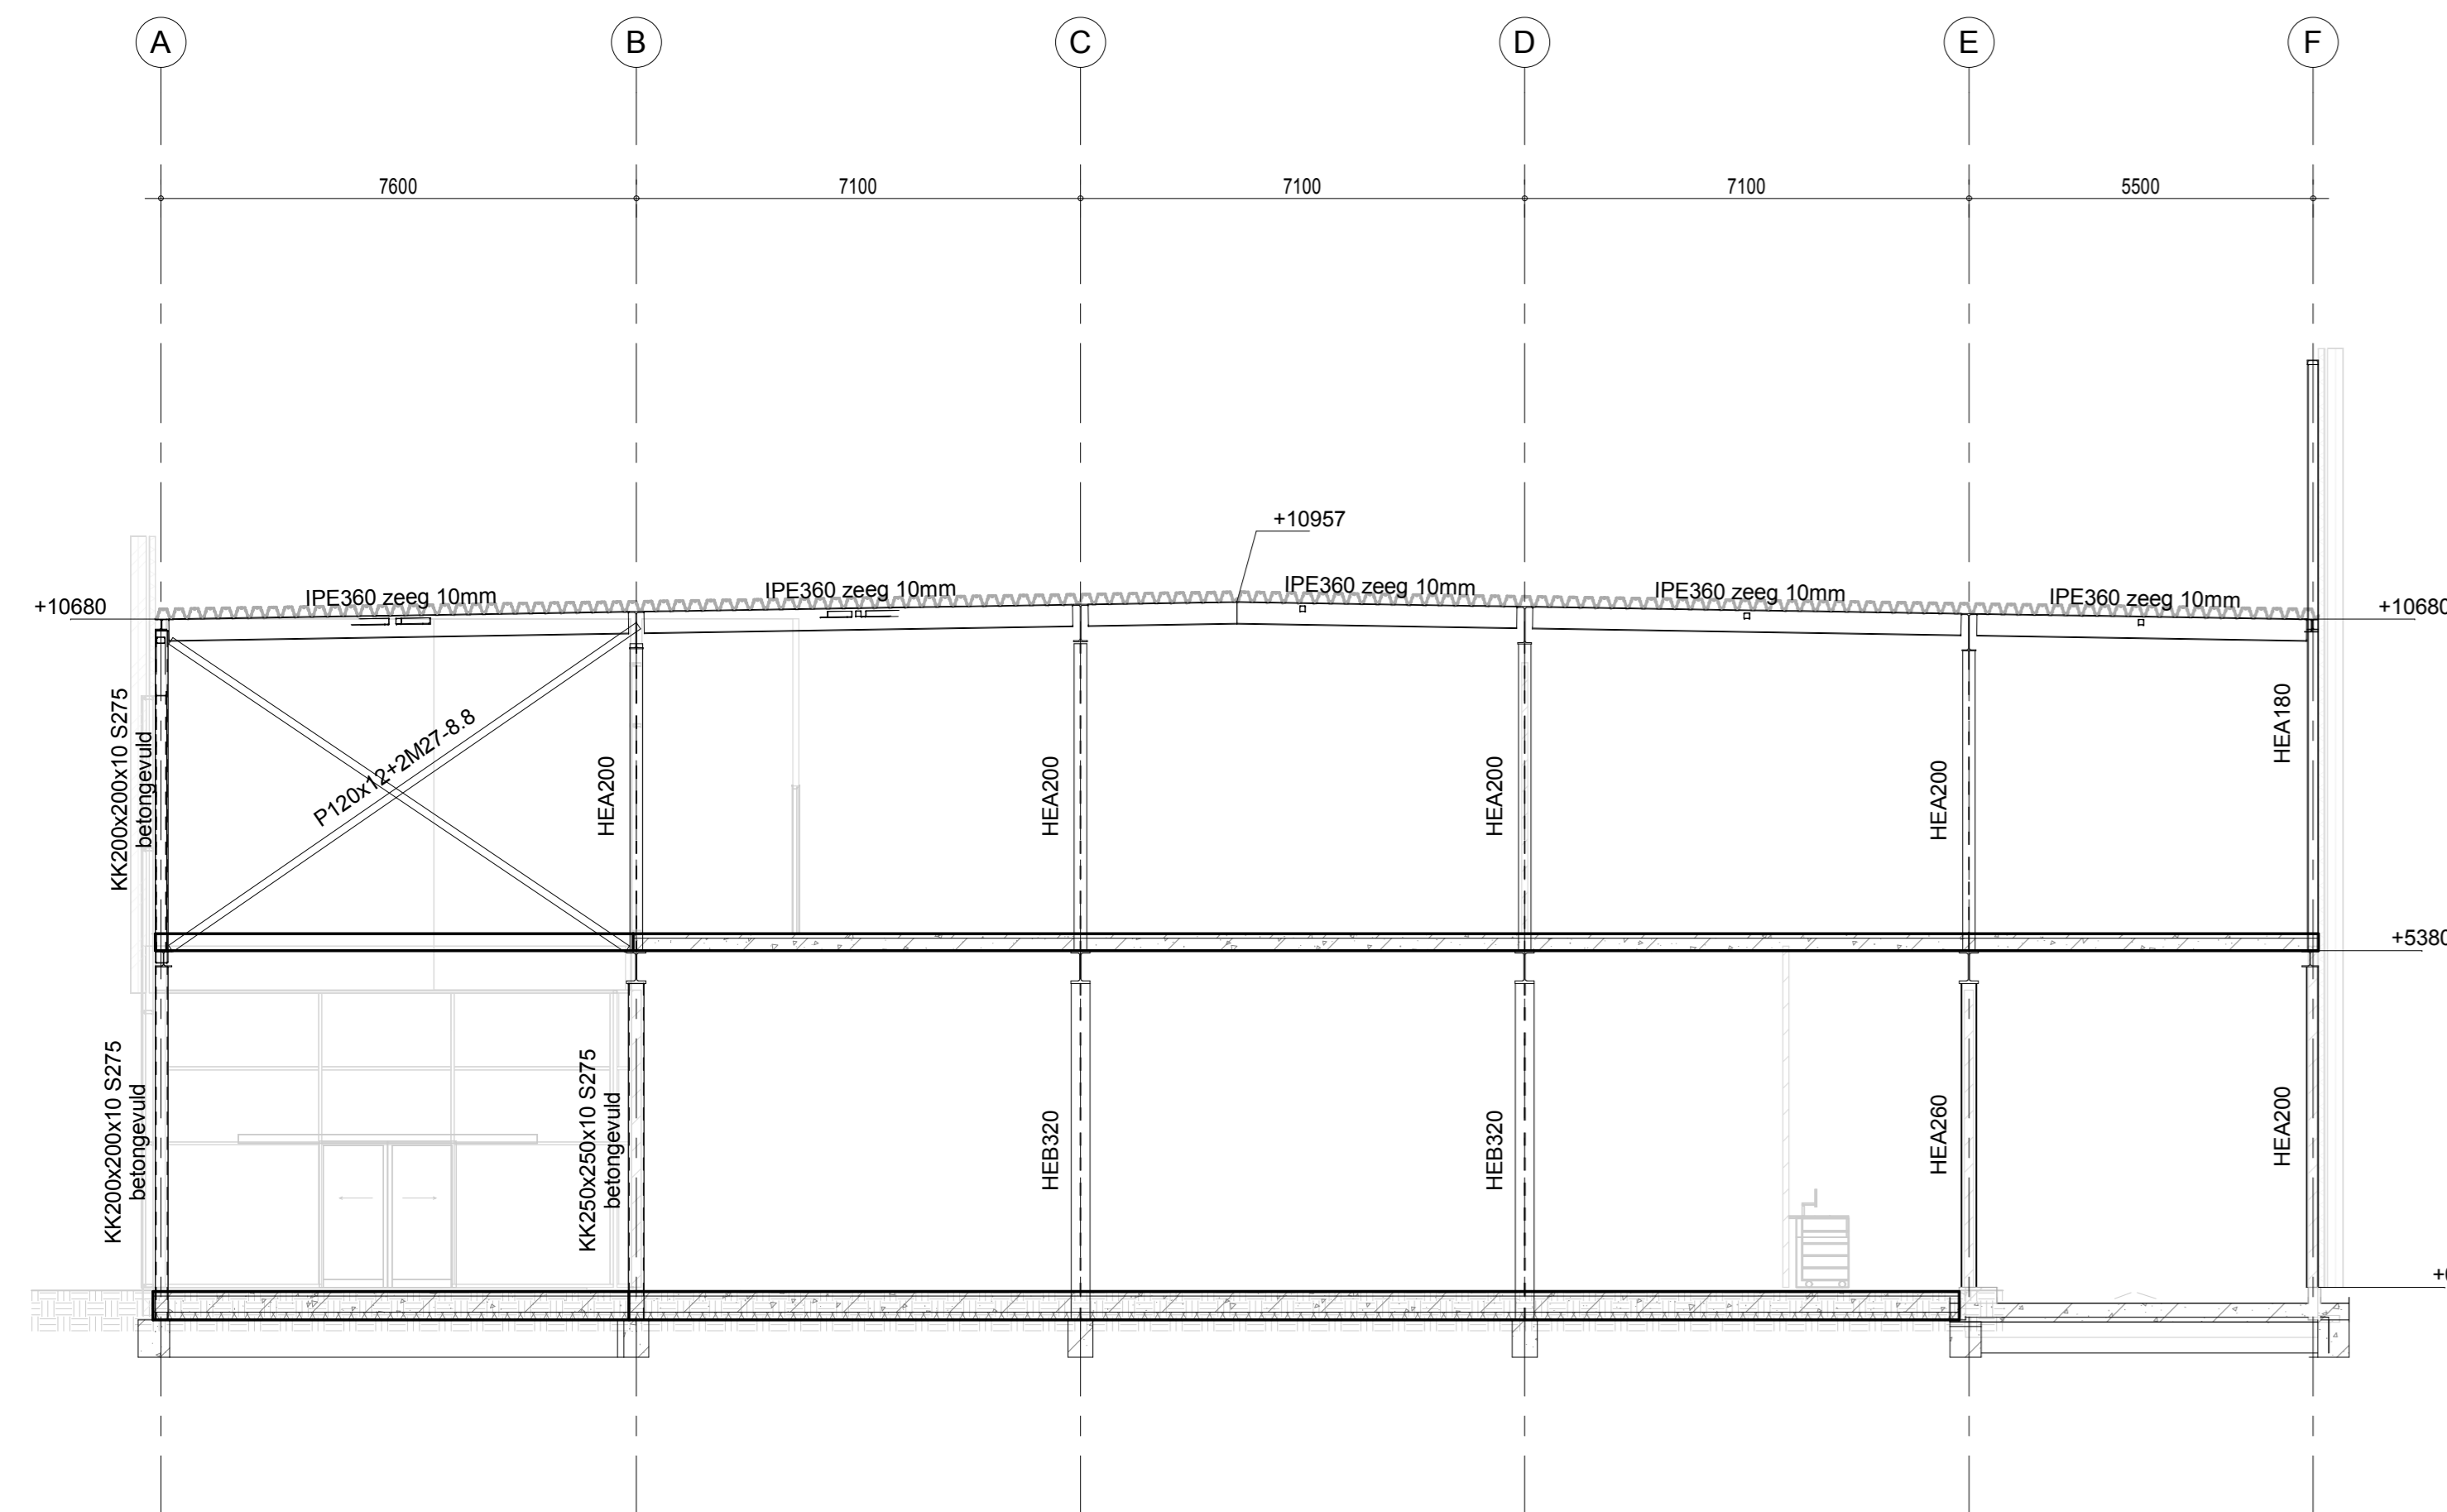 A
B
C
D
E
F
7600
7100
7100
7100
5500
+10957
IPE360 zeeg 10mm
IPE360 zeeg 10mm
IPE360 zeeg 10mm
IPE360 zeeg 10mm
IPE360 zeeg 10mm
+10680
+10680
KK200x200x10 S275
betongevuld
P120x12+2M27-8.8
HEA200
HEA200
HEA200
HEA200
HEA180
+5380
KK200x200x10 S275
betongevuld
KK250x250x10 S275
betongevuld
HEB320
HEB320
HEA260
HEA200